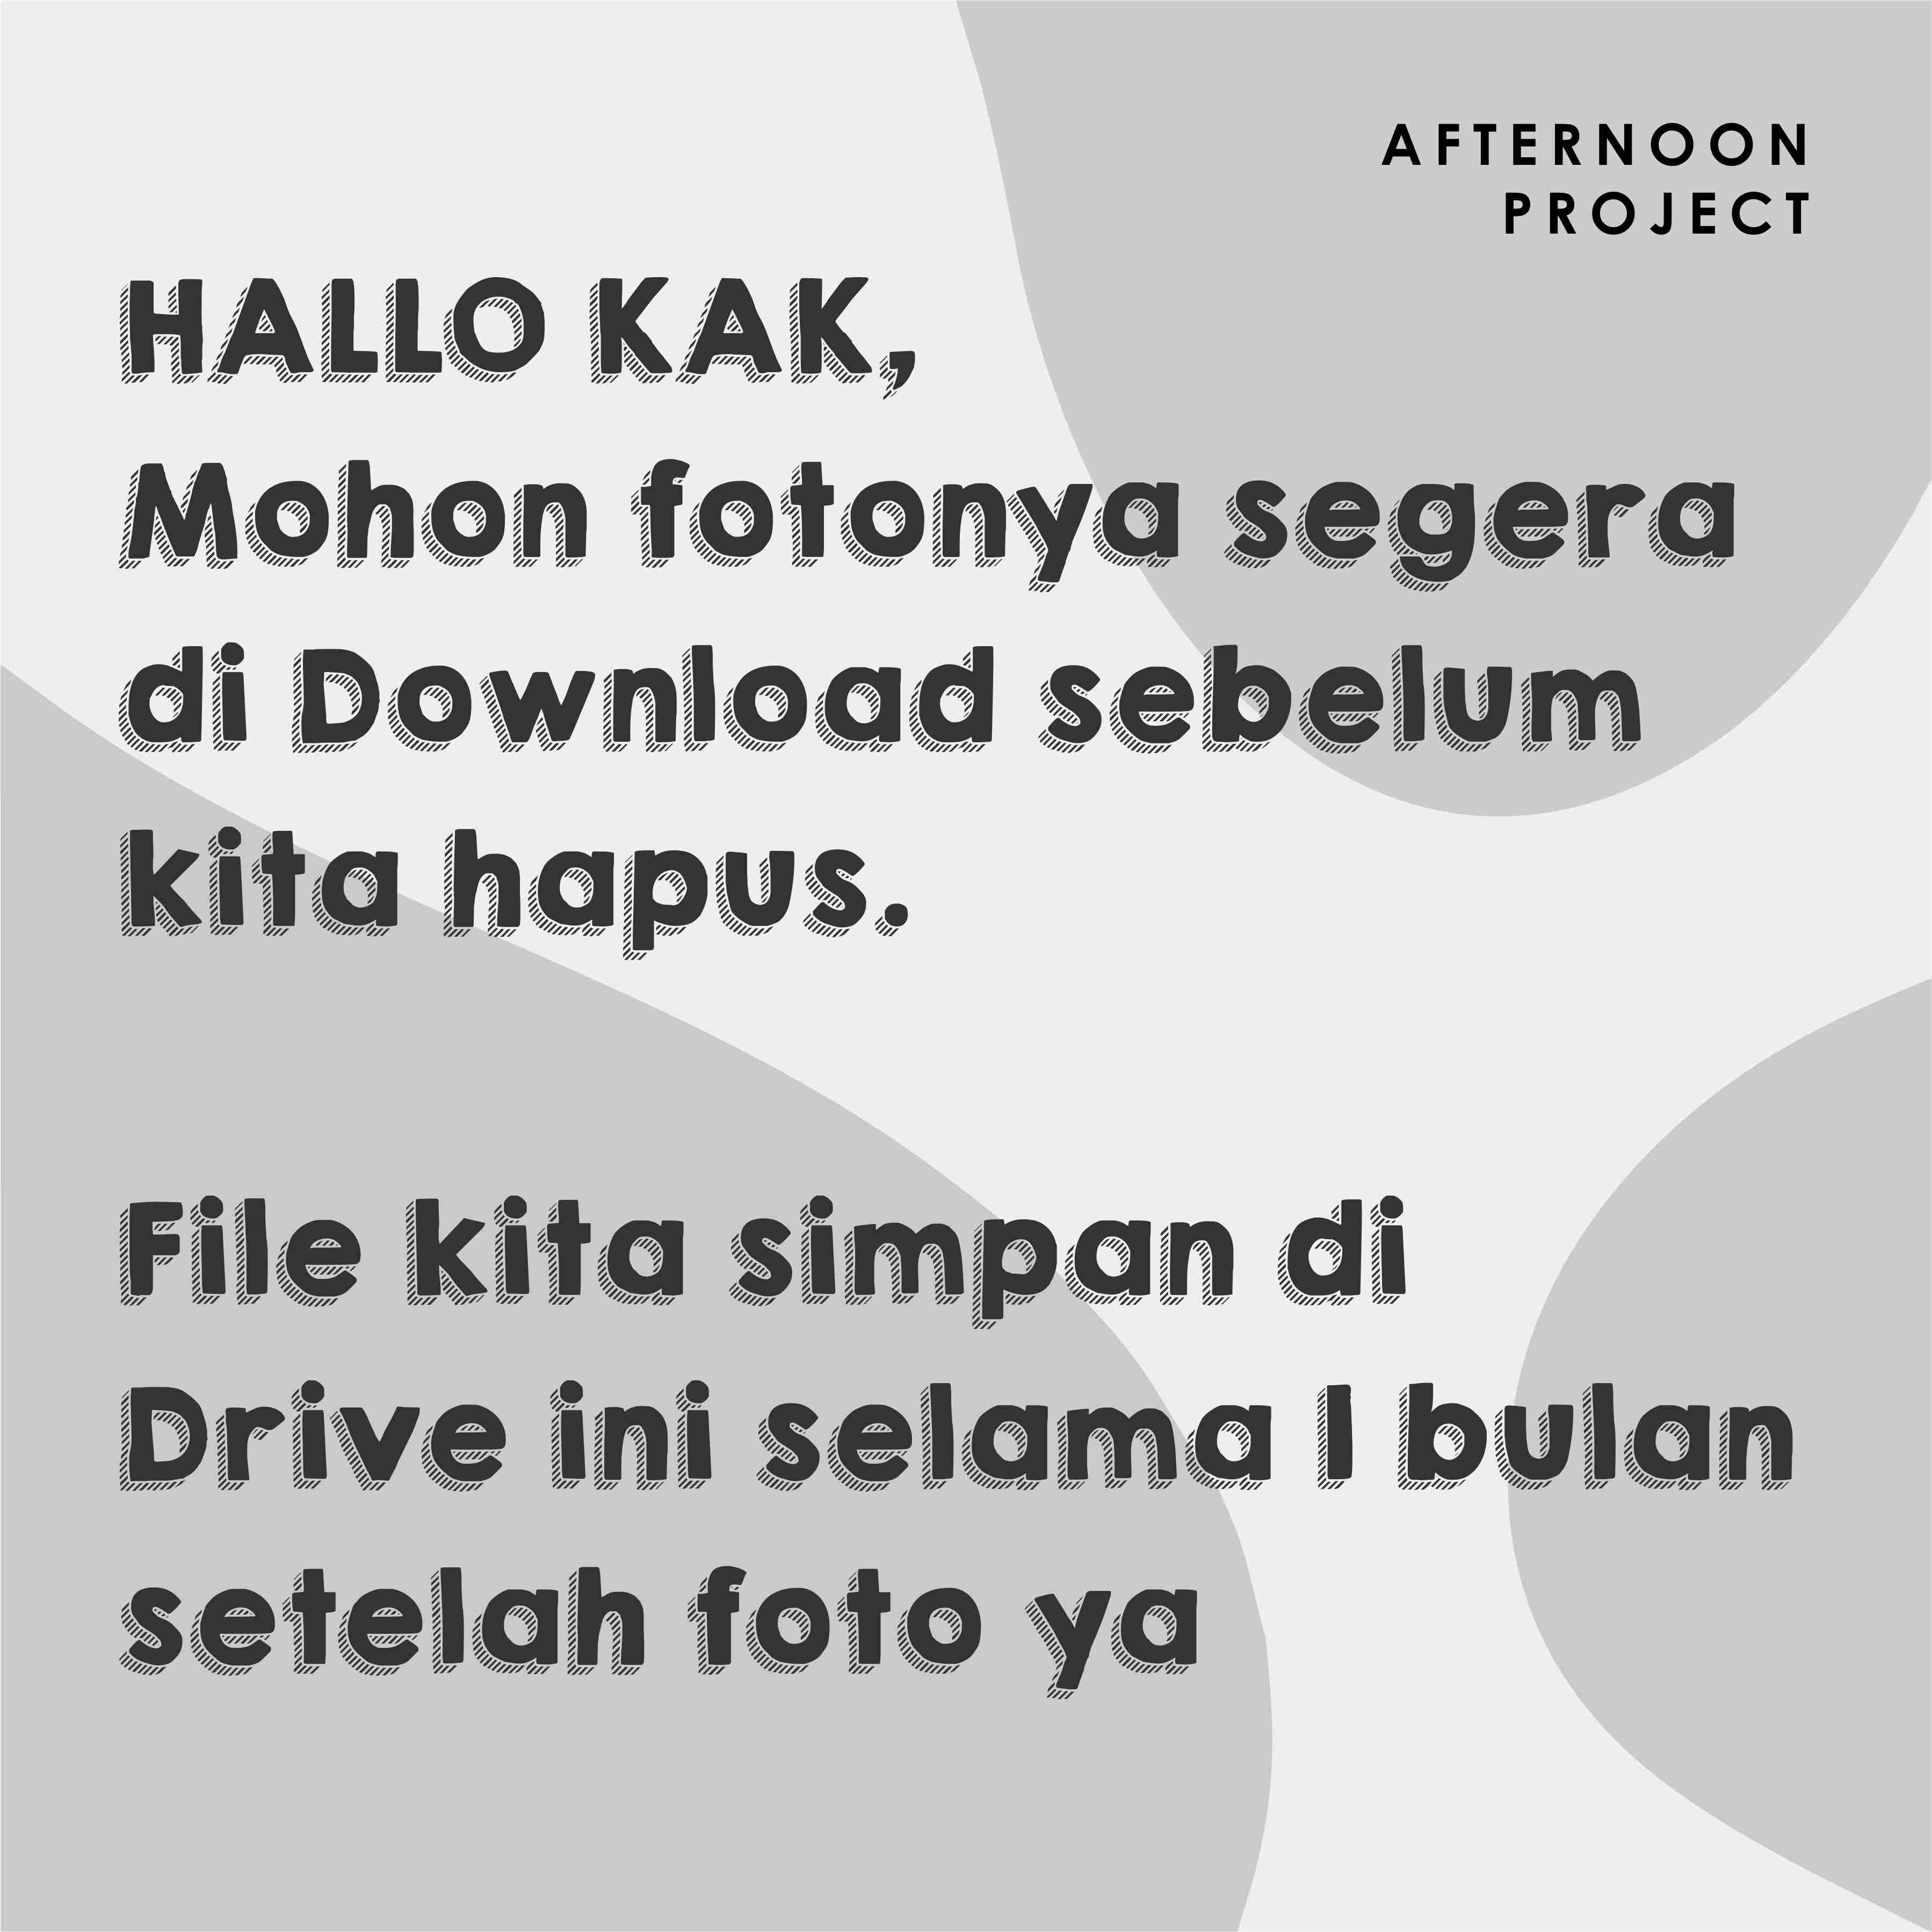 AFTERNOON
PROJECT
HALLO KAK,
Mohon fotonya segera
di Download sebelum
kita hapus.
File kita simpan di
Drive ini selama 1 bulan
setelah foto ya